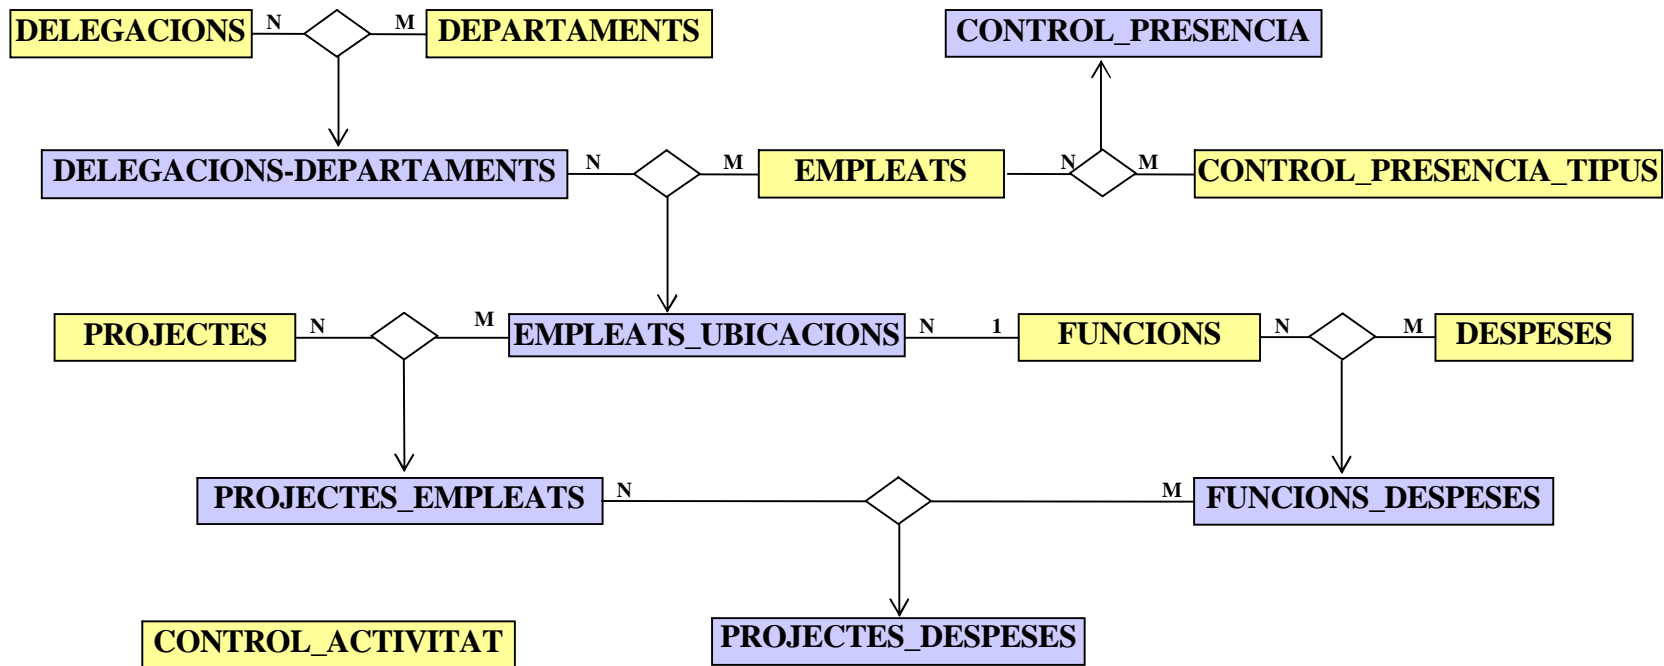 DELEGACIONS N M DEPARTAMENTS CONTROL_PRESENCIA
DELEGACIONS-DEPARTAMENTS N M EMPLEATS N M CONTROL_PRESENCIA_TIPUS
PROJECTES N M EMPLEATS_UBICACIONS N 1 FUNCIONS N M DESPESES
PROJECTES_EMPLEATS N M FUNCIONS_DESPESES
CONTROL_ACTIVITAT PROJECTES_DESPESES